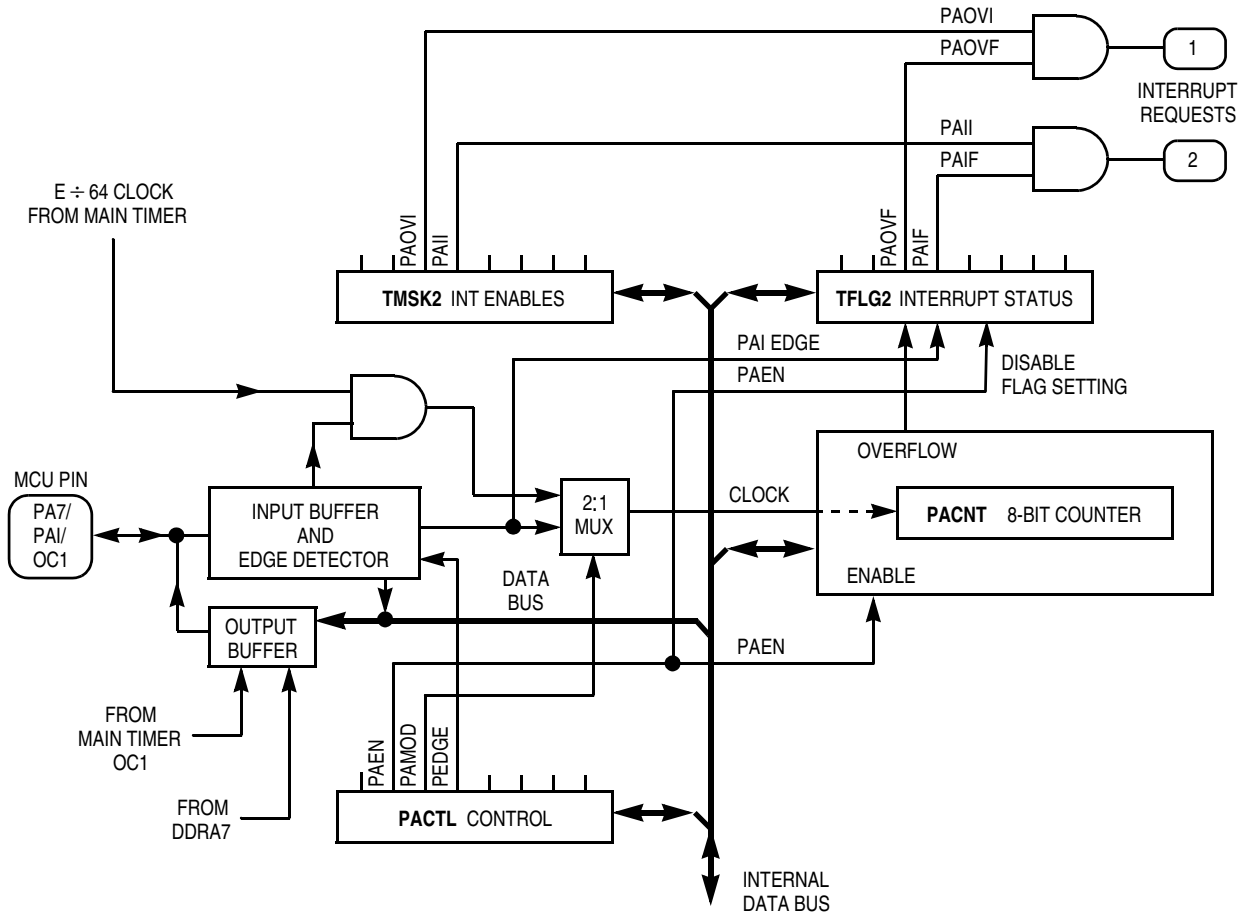 PAOVI
PAOVF
1
INTERRUPT
REQUESTS
PAII
PAIF
2
E ÷ 64 CLOCK
FROM MAIN TIMER
PAOVI
PAII
PAOVF
PAIF
TMSK2 INT ENABLES
TFLG2 INTERRUPT STATUS
PAI EDGE
PAEN
DISABLE
FLAG SETTING
OVERFLOW
MCU PIN
PA7/
PAI/
OC1
INPUT BUFFER
AND
EDGE DETECTOR
2:1
MUX
CLOCK
PACNT 8-BIT COUNTER
ENABLE
DATA
BUS
OUTPUT
BUFFER
PAEN
FROM
MAIN TIMER
OC1
PAEN
PAMOD
PEDGE
FROM
DDRA7
PACTL CONTROL
INTERNAL
DATA BUS